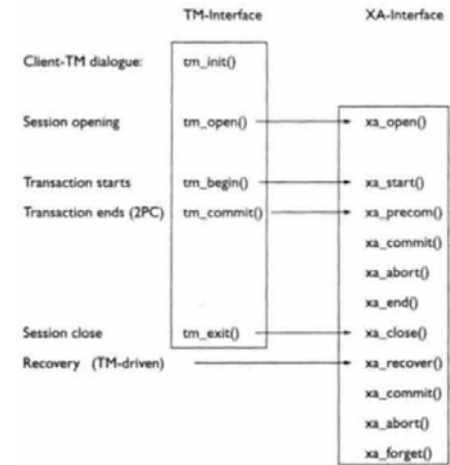 TM-Interface XA-Interface
Client-TM dialogue: tm_init()
Session opening tm_open() xa_open()
Transaction starts tm_begin() xa_start()
Transaction ends (2PC) tm_commit() xa_precom()
xa_commit()
xa_abort()
xa_end()
Session close tm_exit() xa_close()
Recovery (TM-driven) xa_recover()
xa_commit()
xa_abort()
xa_forget()